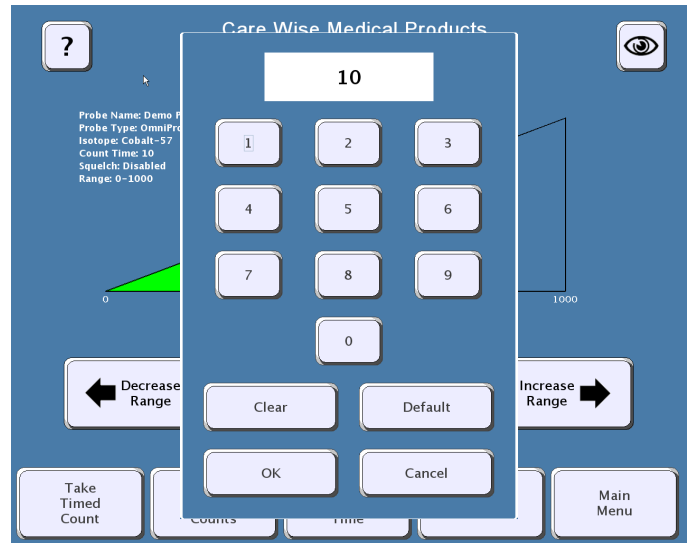 Care Wise Medical Products
?
10
Probe Name: Demo P
Probe Type: OmniPro
Isotope: Cobalt-57
Count Time: 10
Squelch: Disabled
Range: 0-1000
1 2 3
4 5 6
7 8 9
0
0 1000
Decrease
Range
Increase
Range
Clear Default
OK Cancel
Take
Timed
Count
Counts
Time
Main
Menu